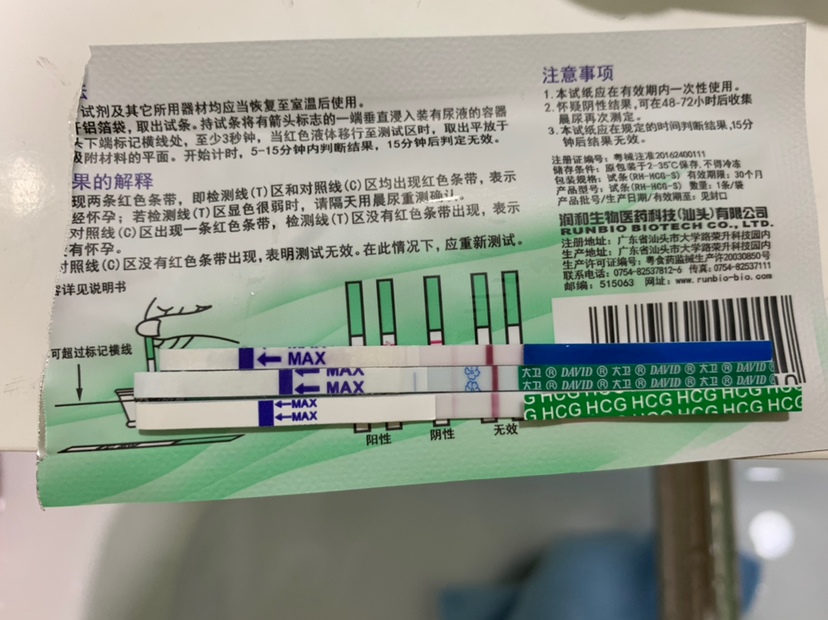 法
试剂及其它所用器材均应当恢复至室温后使用。
铝箔袋，取出试条。持试条将有箭头标志的一端垂直浸入装有尿液的容器
下端标记横线处，至少3秒钟，当红色液体移行至测试区时，取出平放于
吸附材料的平面。开始计时，5-15分钟内判断结果，15分钟后判定无效。
果的解释
现两条红色条带，即检测线(T)区和对照线(C)区均出现红色条带，表示
经怀孕；若检测线(T)区显色很弱时，请隔天用晨尿重测确认。
对照线(C)区出现一条红色条带，检测线(T)区没有红色条带出现，表示
有怀孕。
对照线(C)区没有红色条带出现，表明测试无效。在此情况下，应重新测试。
详见说明书
可超过标记横线
注意事项
1.本试纸应在有效期内一次性使用。
2.怀疑阴性结果，可在48-72小时后收集
晨尿再次测定。
3.本试纸应在规定的时间判断结果，15分
钟后结果无效。
注册证编号：粤械注准20162400111
储存条件：原包装于2-35℃保存，不得冷冻
包装规格：试条(RH-HCG-S) 有效期限：30个月
产品型号：试条(RH-HCG-S) 数量：1条/袋
产品批号/生产日期/有效期至：见封口
润和生物医药科技(汕头)有限公司
RUNBIO BIOTECH CO., LTD.
注册地址：广东省汕头市大学路荣升科技园内
生产地址：广东省汕头市大学路荣升科技园内
生产许可证编号：粤食药监械生产许20030850号
联系电话：0754-82537812-6 传真：0754-82537111
邮编：515063 网址：www.runbio-bio.com
MAX
MAX
MAX
大卫 ® DAVID ® 大卫 ® DAVID ® 大卫 ® DAVID ® 大卫
MAX
MAX
HCG HCG HCG HCG HCG HCG
G HCG HCG HCG HCG HCG HCG
阳性
阴性
无效